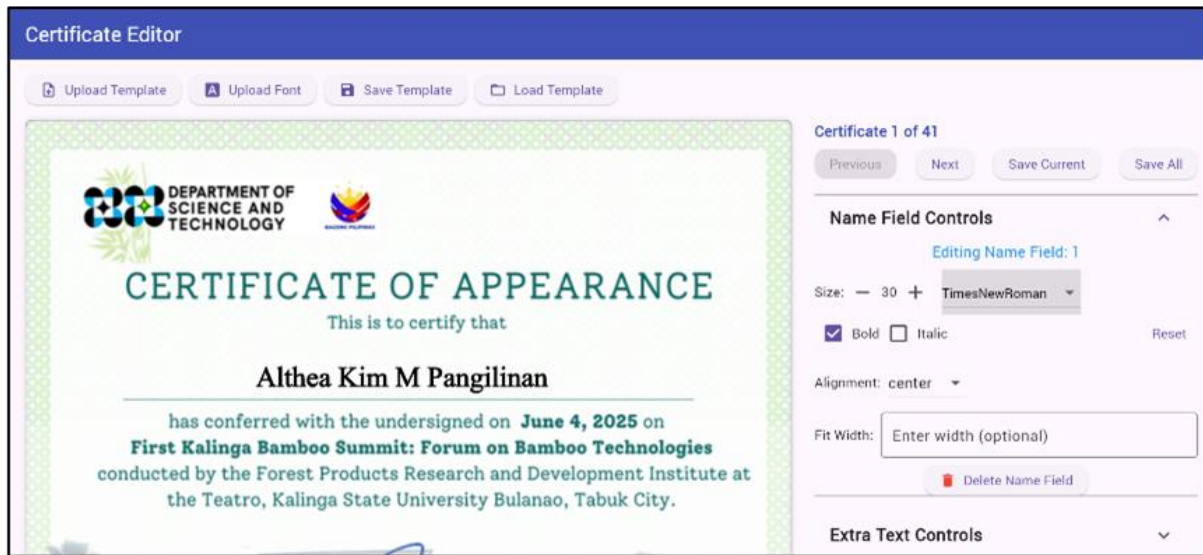 Certificate Editor
Upload Template
Upload Font
Save Template
Load Template
DEPARTMENT OF
SCIENCE AND
TECHNOLOGY
BAGONG PILIPINAS
CERTIFICATE OF APPEARANCE
This is to certify that
Althea Kim M Pangilinan
has conferred with the undersigned on June 4, 2025 on
First Kalinga Bamboo Summit: Forum on Bamboo Technologies
conducted by the Forest Products Research and Development Institute at
the Teatro, Kalinga State University Bulanao, Tabuk City.
Certificate 1 of 41
Previous
Next
Save Current
Save All
Name Field Controls
Editing Name Field: 1
Size: — 30 + TimesNewRoman
Bold
Italic
Reset
Alignment: center
Fit Width: Enter width (optional)
Delete Name Field
Extra Text Controls